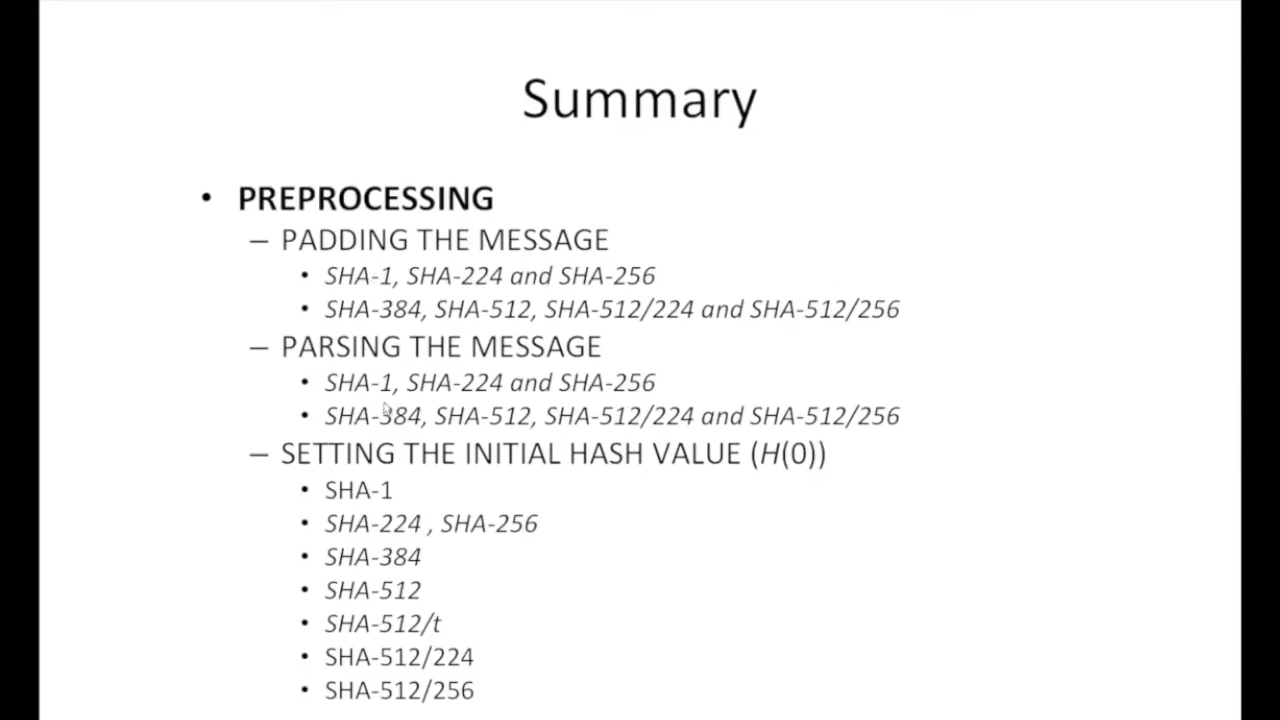 Summary
• PREPROCESSING
– PADDING THE MESSAGE
• SHA-1, SHA-224 and SHA-256
• SHA-384, SHA-512, SHA-512/224 and SHA-512/256
– PARSING THE MESSAGE
• SHA-1, SHA-224 and SHA-256
• SHA-384, SHA-512, SHA-512/224 and SHA-512/256
– SETTING THE INITIAL HASH VALUE (H(0))
• SHA-1
• SHA-224 , SHA-256
• SHA-384
• SHA-512
• SHA-512/t
• SHA-512/224
• SHA-512/256